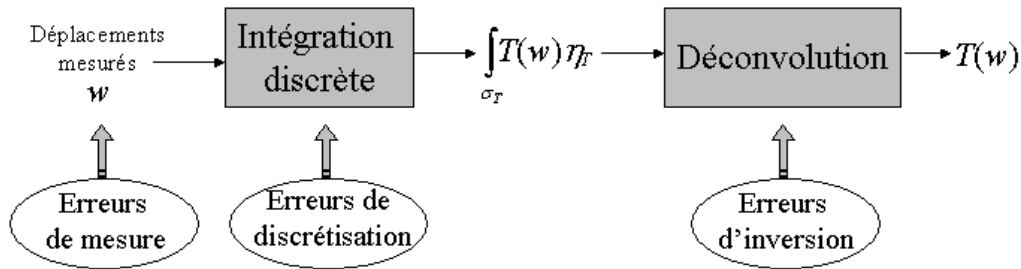 Déplacements
mesurés
w
Intégration
discrète
∫T(w) η_T
σ_T
Déconvolution
T(w)
Erreurs
de mesure
Erreurs de
discrétisation
Erreurs
d’inversion